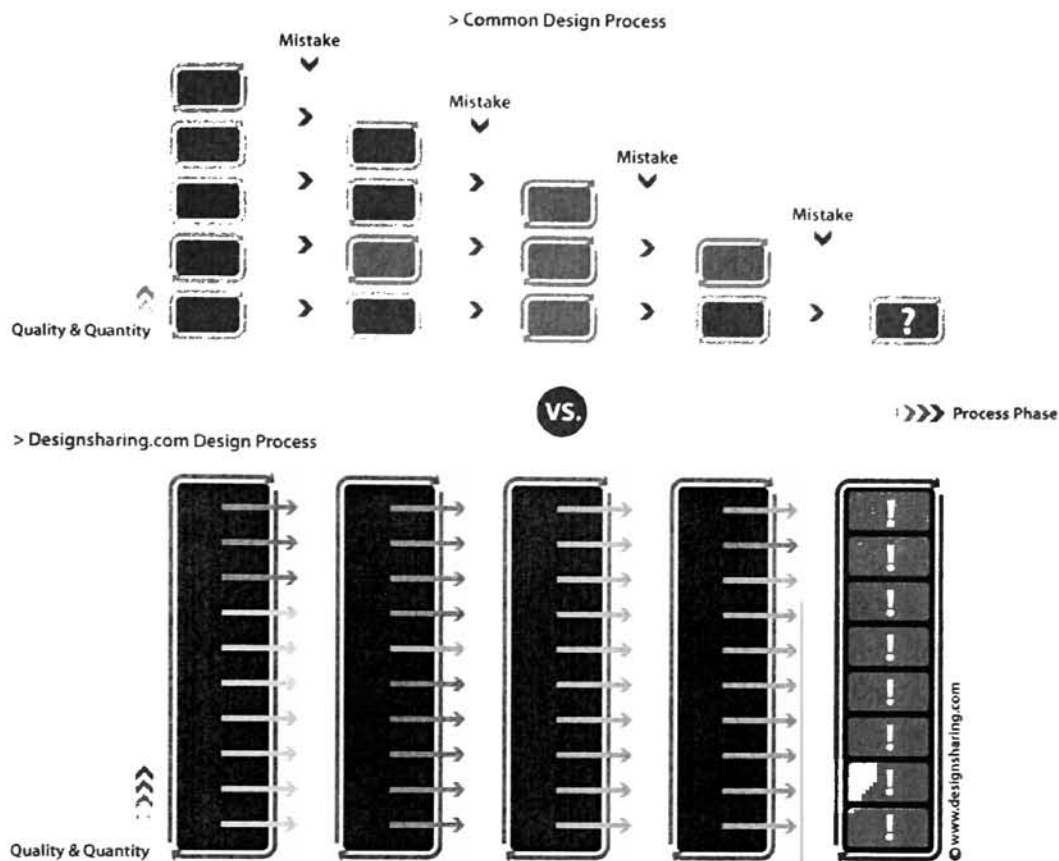 > Common Design Process
Mistake
Mistake
Mistake
Mistake
Quality & Quantity
?
VS.
Process Phase
> Designsharing.com Design Process
!
!
!
!
!
!
!
!
Quality & Quantity
© www.designsharing.com